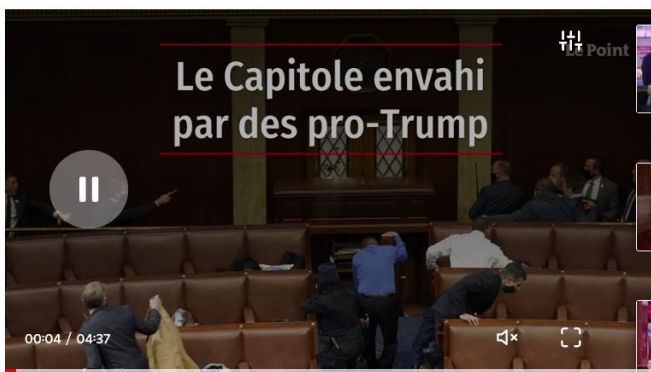 Le Point
Le Capitole envahi
par des pro-Trump
00:04 / 04:37